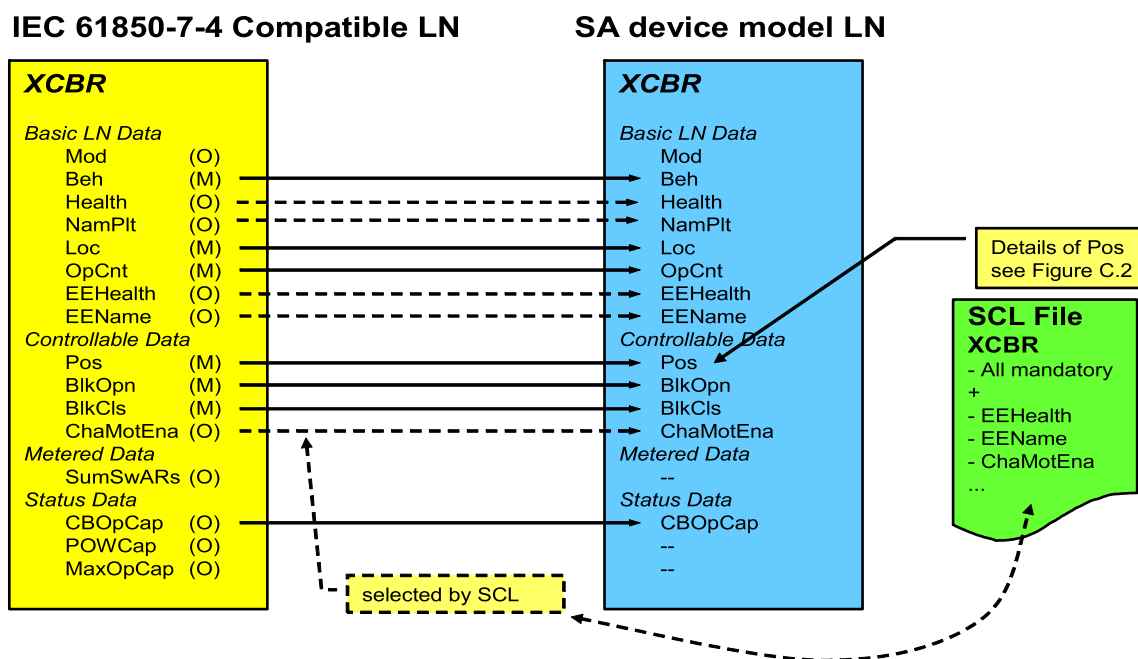 IEC 61850-7-4 Compatible LN
SA device model LN
XCBR
Basic LN Data
Mod (O)
Beh (M)
Health (O)
NamPlt (O)
Loc (M)
OpCnt (M)
EEHealth (O)
EEName (O)
Controllable Data
Pos (M)
BlkOpn (M)
BlkCls (M)
ChaMotEna (O)
Metered Data
SumSwARs (O)
Status Data
CBOpCap (O)
POWCap (O)
MaxOpCap (O)
XCBR
Basic LN Data
Mod
Beh
Health
NamPlt
Loc
OpCnt
EEHealth
EEName
Controllable Data
Pos
BlkOpn
BlkCls
ChaMotEna
Metered Data
--
Status Data
CBOpCap
--
--
Details of Pos
see Figure C.2
SCL File
XCBR
- All mandatory
+
- EEHealth
- EEName
- ChaMotEna
...
selected by SCL